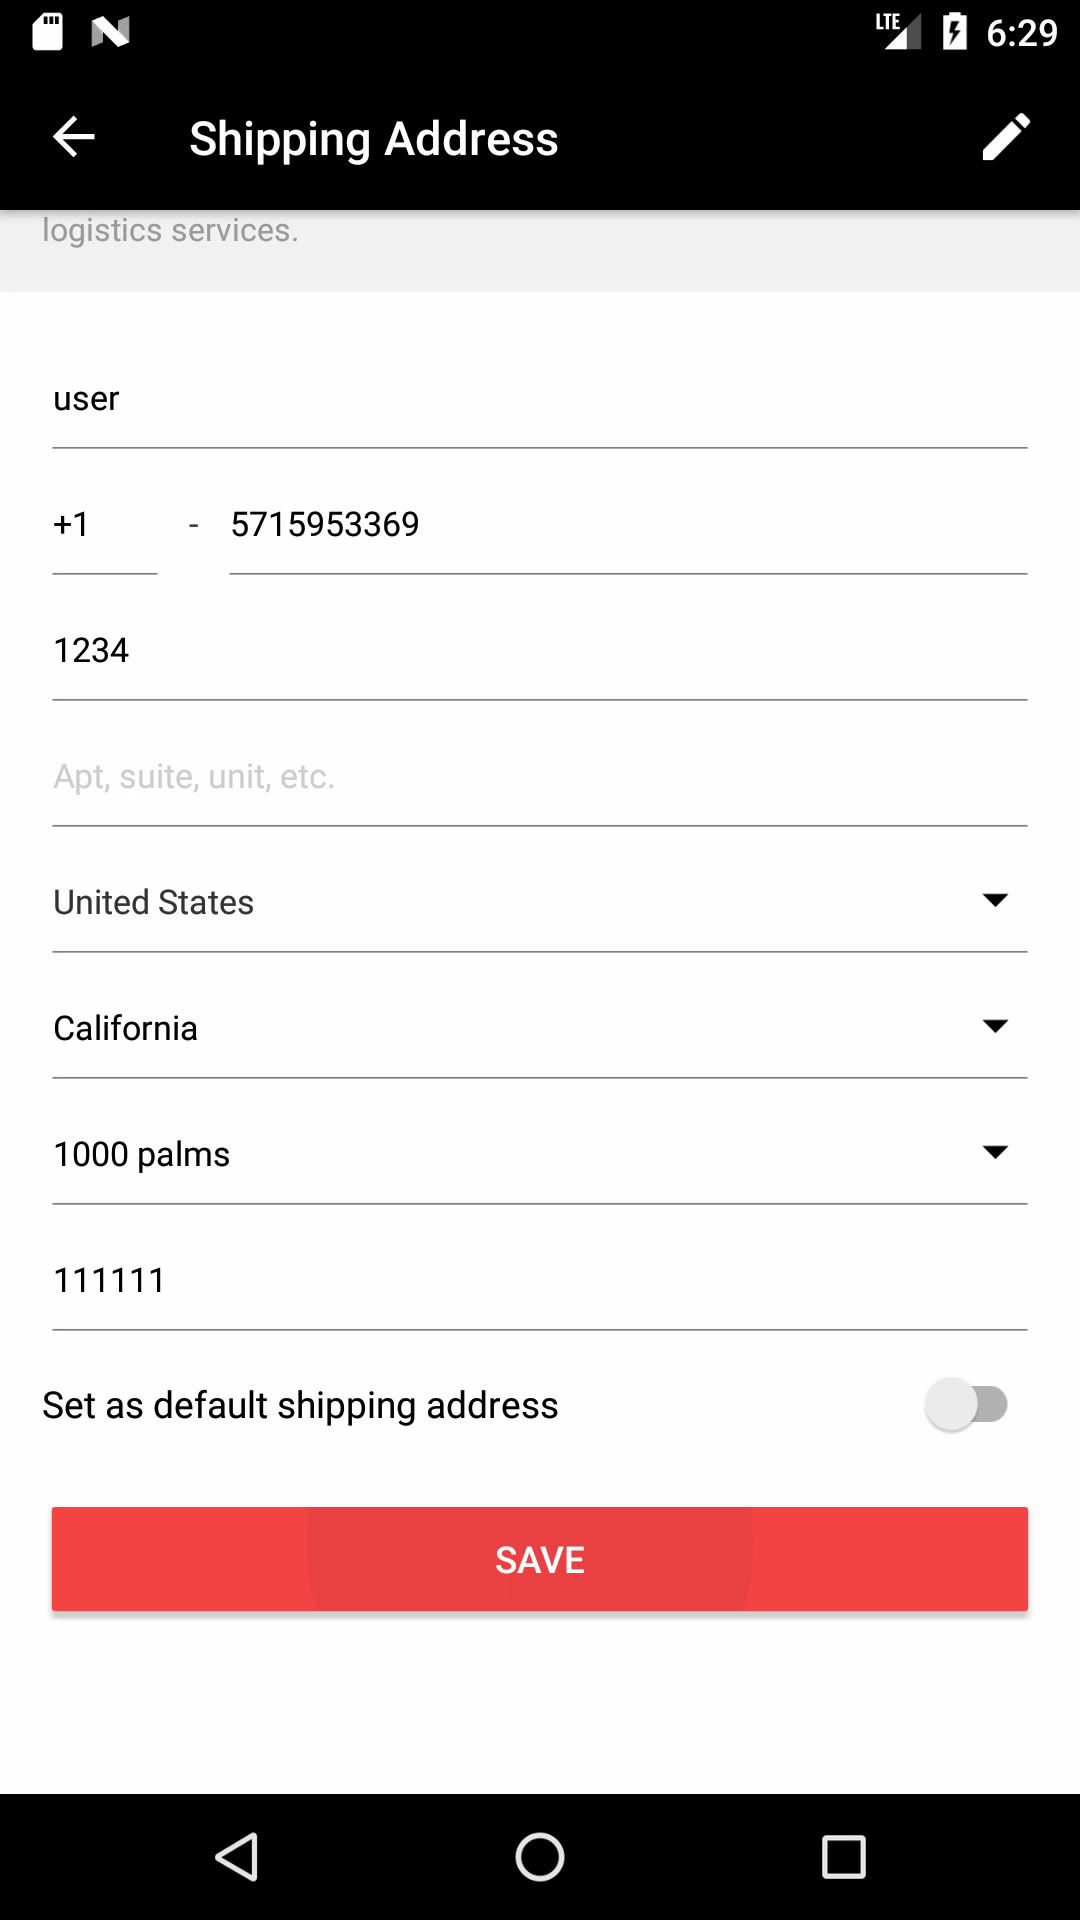 LTE 6:29
Shipping Address
logistics services.
user
+1 - 5715953369
1234
Apt, suite, unit, etc.
United States
California
1000 palms
111111
Set as default shipping address
SAVE